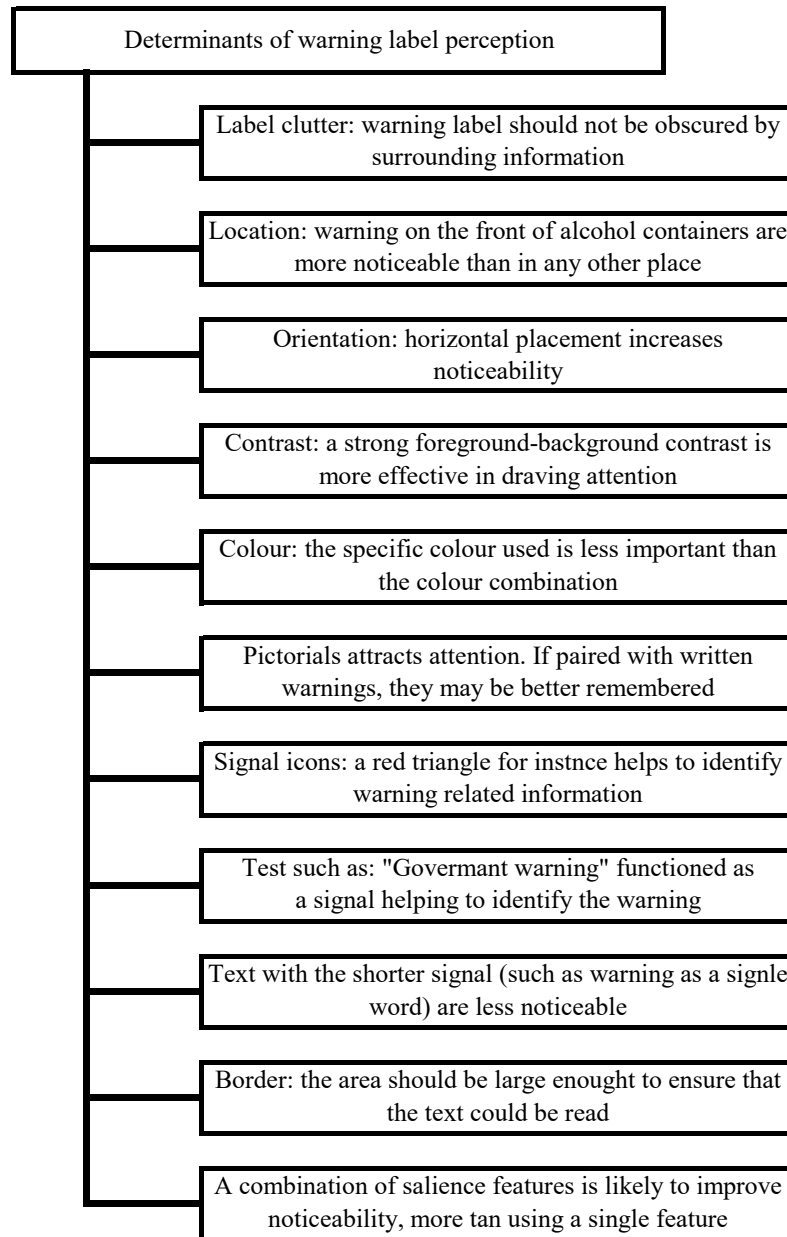 Determinants of warning label perception
Label clutter: warning label should not be obscured by
surrounding information
Location: warning on the front of alcohol containers are
more noticeable than in any other place
Orientation: horizontal placement increases
noticeability
Contrast: a strong foreground-background contrast is
more effective in draving attention
Colour: the specific colour used is less important than
the colour combination
Pictorials attracts attention. If paired with written
warnings, they may be better remembered
Signal icons: a red triangle for instnce helps to identify
warning related information
Test such as: "Govermant warning" functioned as
a signal helping to identify the warning
Text with the shorter signal (such as warning as a signle
word) are less noticeable
Border: the area should be large enought to ensure that
the text could be read
A combination of salience features is likely to improve
noticeability, more tan using a single feature